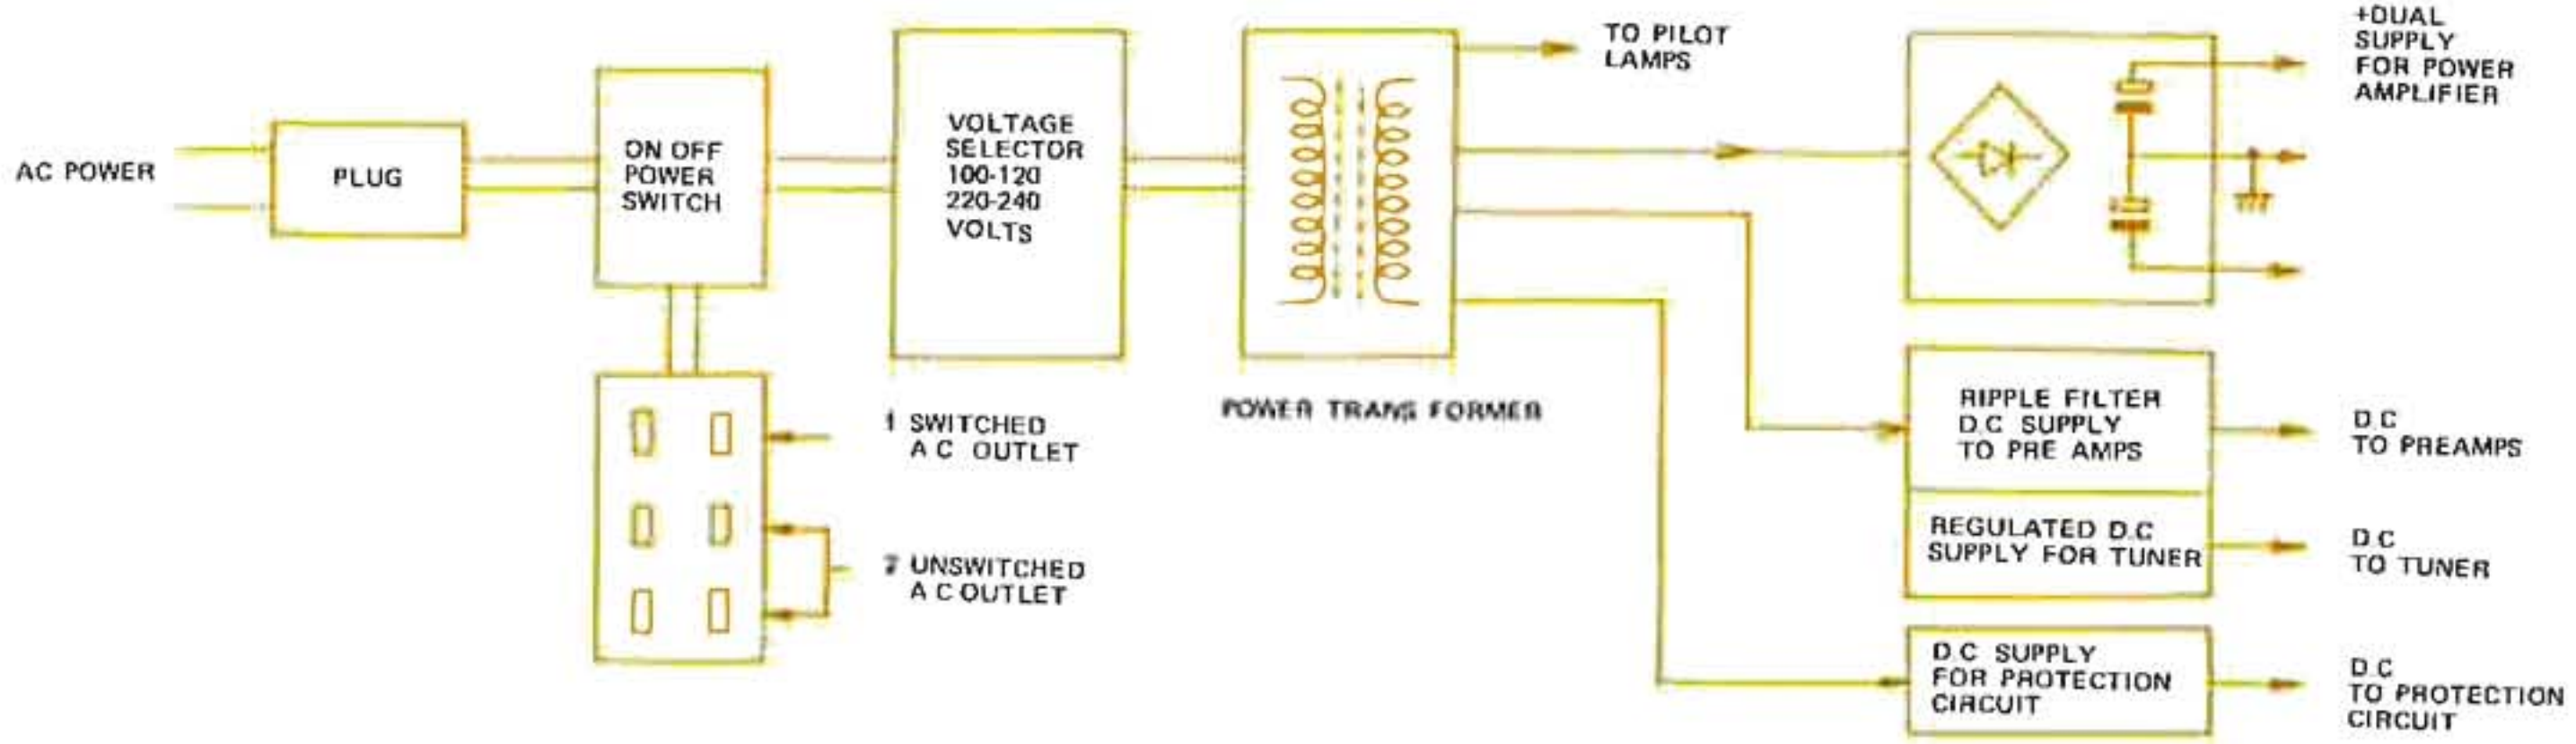 AC POWER
PLUG
ON OFF
POWER
SWITCH
VOLTAGE
SELECTOR
100-120
220-240
VOLTS
TO PILOT
LAMPS
+DUAL
SUPPLY
FOR POWER
AMPLIFIER
1 SWITCHED
A C OUTLET
2 UNSWITCHED
A C OUTLET
POWER TRANS FORMER
RIPPLE FILTER
D.C SUPPLY
TO PRE AMPS
REGULATED D.C
SUPPLY FOR TUNER
D.C SUPPLY
FOR PROTECTION
CIRCUIT
D.C
TO PREAMPS
D.C
TO TUNER
D.C
TO PROTECTION
CIRCUIT